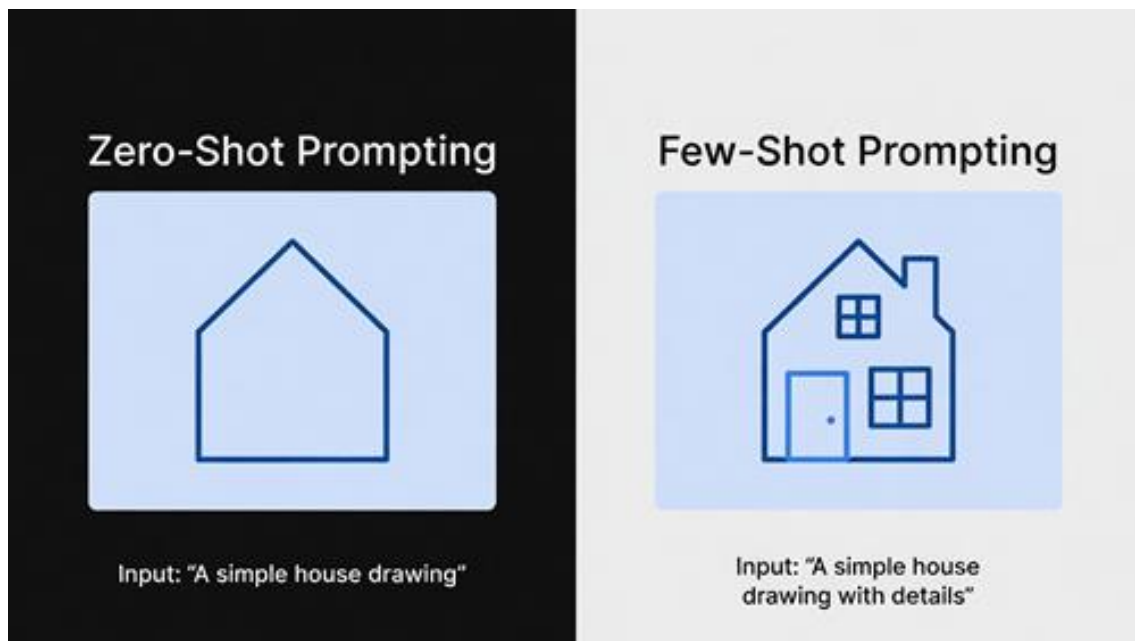 Zero-Shot Prompting
Input: “A simple house drawing”
Few-Shot Prompting
Input: “A simple house
drawing with details”